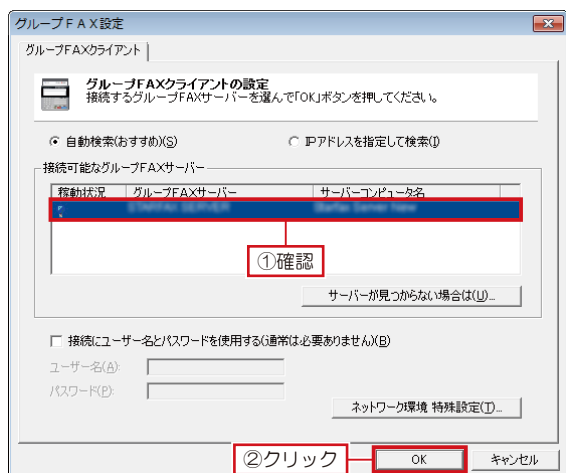 グループFAX設定
グループFAXクライアント
グループFAXクライアントの設定
接続するグループFAXサーバーを選んで「OK」ボタンを押してください。
自動検索(おすすめ)(S)
IPアドレスを指定して検索(I)
接続可能なグループFAXサーバー
稼動状況 グループFAXサーバー サーバーコンピュータ名
①確認
サーバーが見つからない場合は(U)...
接続にユーザー名とパスワードを使用する(通常は必要ありません)(B)
ユーザー名(A):
パスワード(P):
ネットワーク環境 特殊設定(T)...
②クリック
OK
キャンセル